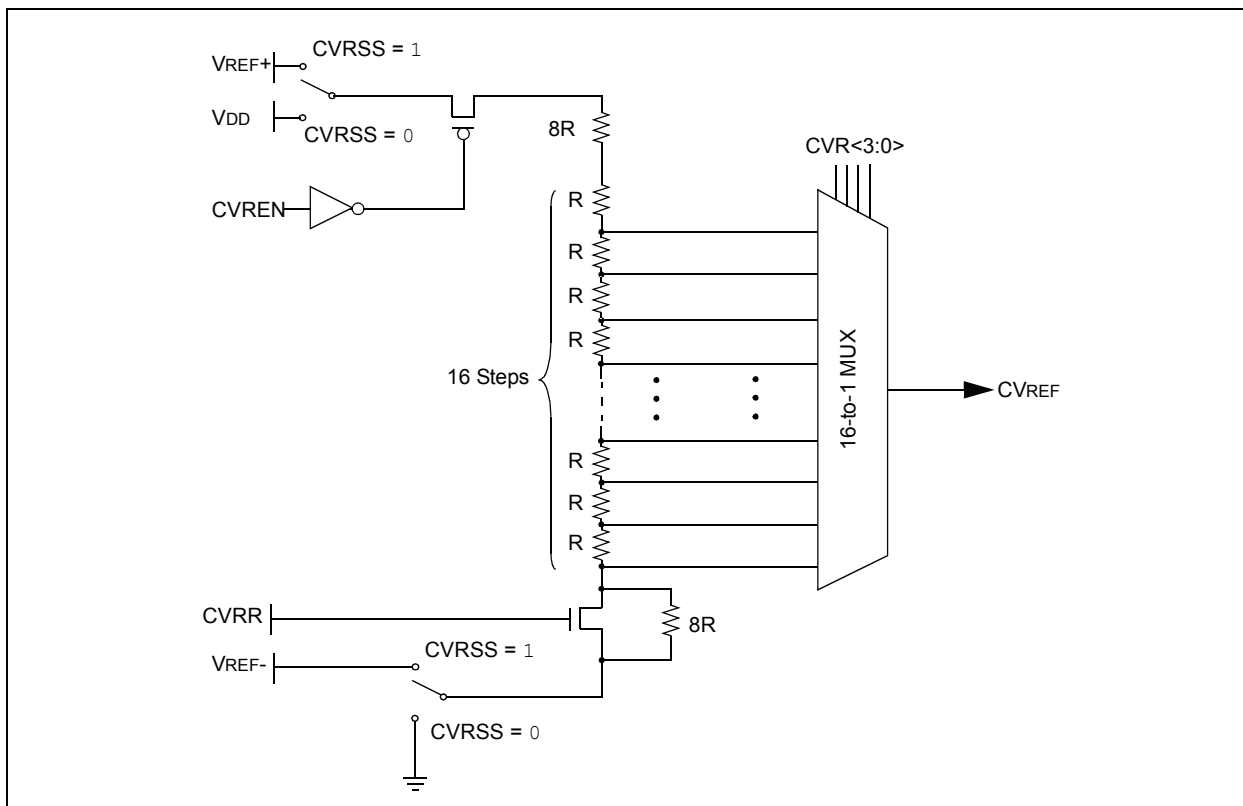 CVRSS = 1
VREF+
VDD
CVRSS = 0
8R
CVR<3:0>
CVREN
R
R
R
R
16 Steps
16-to-1 MUX
CVREF
R
R
R
CVRR
8R
CVRSS = 1
VREF-
CVRSS = 0